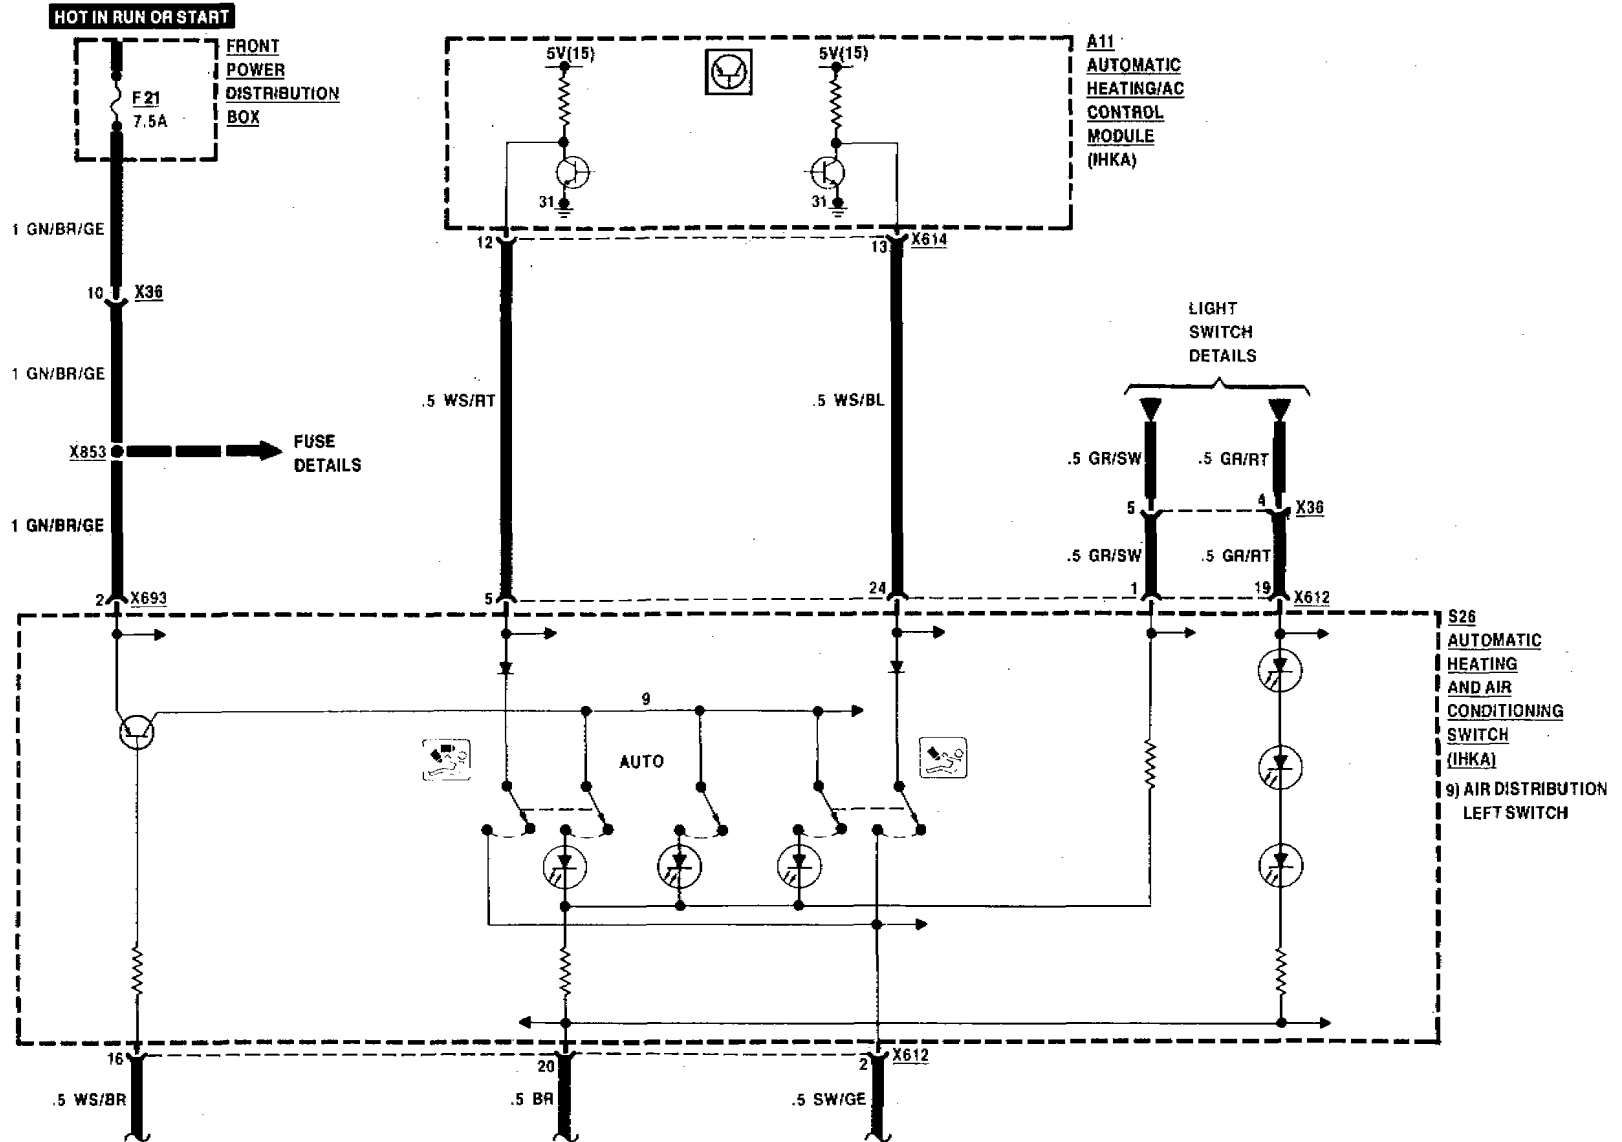 HOT IN RUN OR START
FRONT
POWER
DISTRIBUTION
BOX
F21
7.5A
5V(15)
5V(15)
31
31
A11
AUTOMATIC
HEATING/AC
CONTROL
MODULE
(IHKA)
1 GN/BR/GE
12
13
X614
10
X36
1 GN/BR/GE
.5 WS/RT
.5 WS/BL
LIGHT
SWITCH
DETAILS
X853
FUSE
DETAILS
.5 GR/SW
.5 GR/RT
5
4
X36
1 GN/BR/GE
.5 GR/SW
.5 GR/RT
2
X693
5
24
1
19
X612
S26
AUTOMATIC
HEATING
AND AIR
CONDITIONING
SWITCH
(IHKA)
9) AIR DISTRIBUTION
LEFT SWITCH
9
AUTO
16
20
2
X612
.5 WS/BR
.5 BR
.5 SW/GE